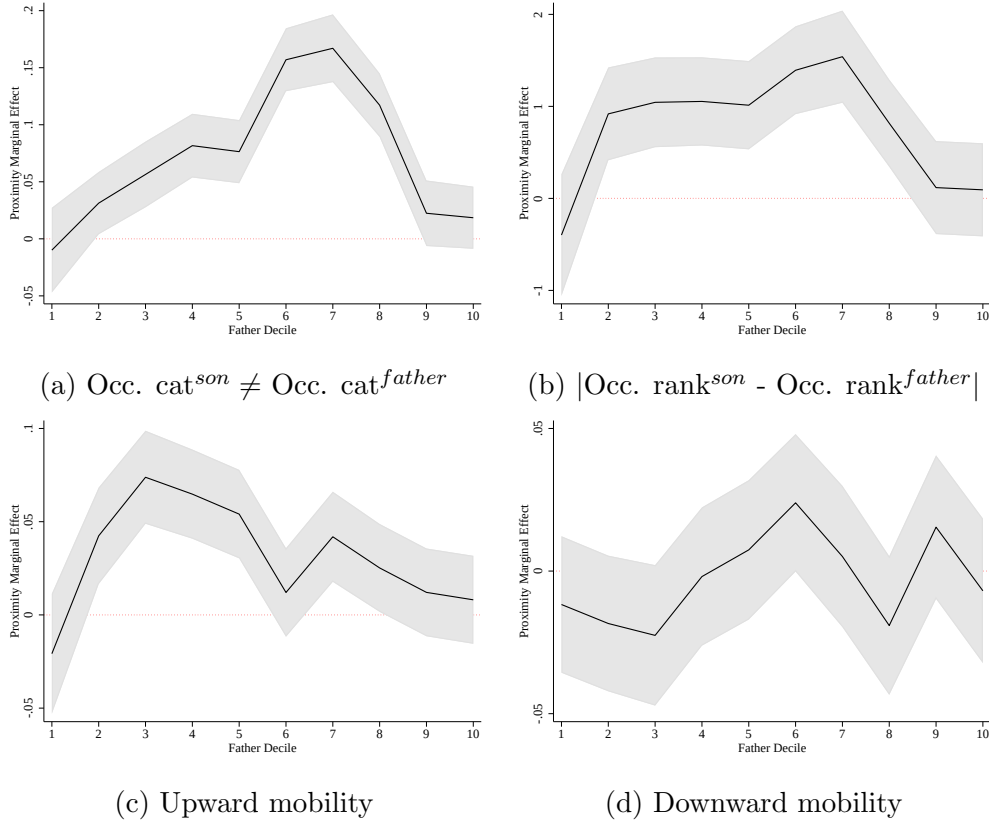 Proximity Marginal Effect
.2
.15
.1
.05
0
-.05
1 2 3 4 5 6 7 8 9 10
Father Decile
(a) Occ. cat^son ≠ Occ. cat^father
Proximity Marginal Effect
2
1
0
-1
1 2 3 4 5 6 7 8 9 10
Father Decile
(b) |Occ. rank^son - Occ. rank^father|
Proximity Marginal Effect
.1
.05
0
-.05
1 2 3 4 5 6 7 8 9 10
Father Decile
(c) Upward mobility
Proximity Marginal Effect
.05
0
-.05
1 2 3 4 5 6 7 8 9 10
Father Decile
(d) Downward mobility